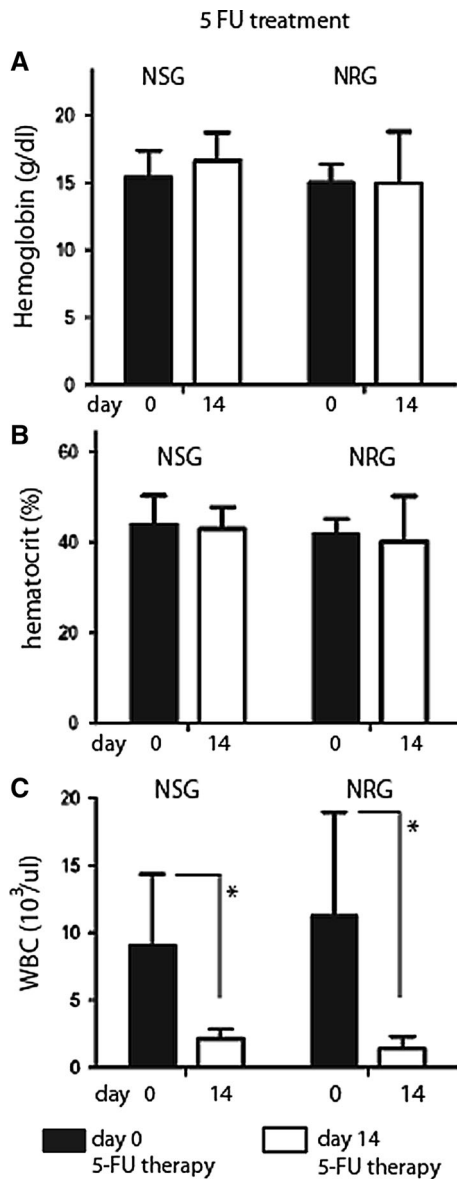 5 FU treatment
A
NSG NRG
Hemoglobin (g/dl)
20
15
10
5
0
day 0 14 0 14
B
NSG NRG
hematocrit (%)
60
40
20
0
day 0 14 0 14
C
NSG NRG
WBC (10³/ul)
20
15
10
5
0
* *
day 0 14 0 14
day 0 day 14
5-FU therapy 5-FU therapy